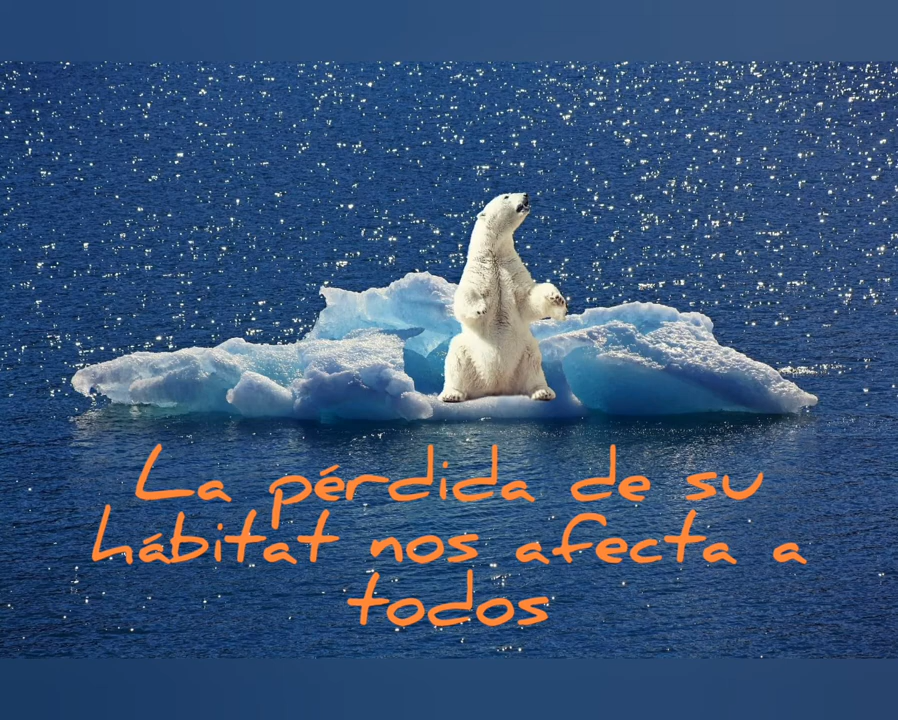 La pérdida de su
hábitat nos afecta a
todos